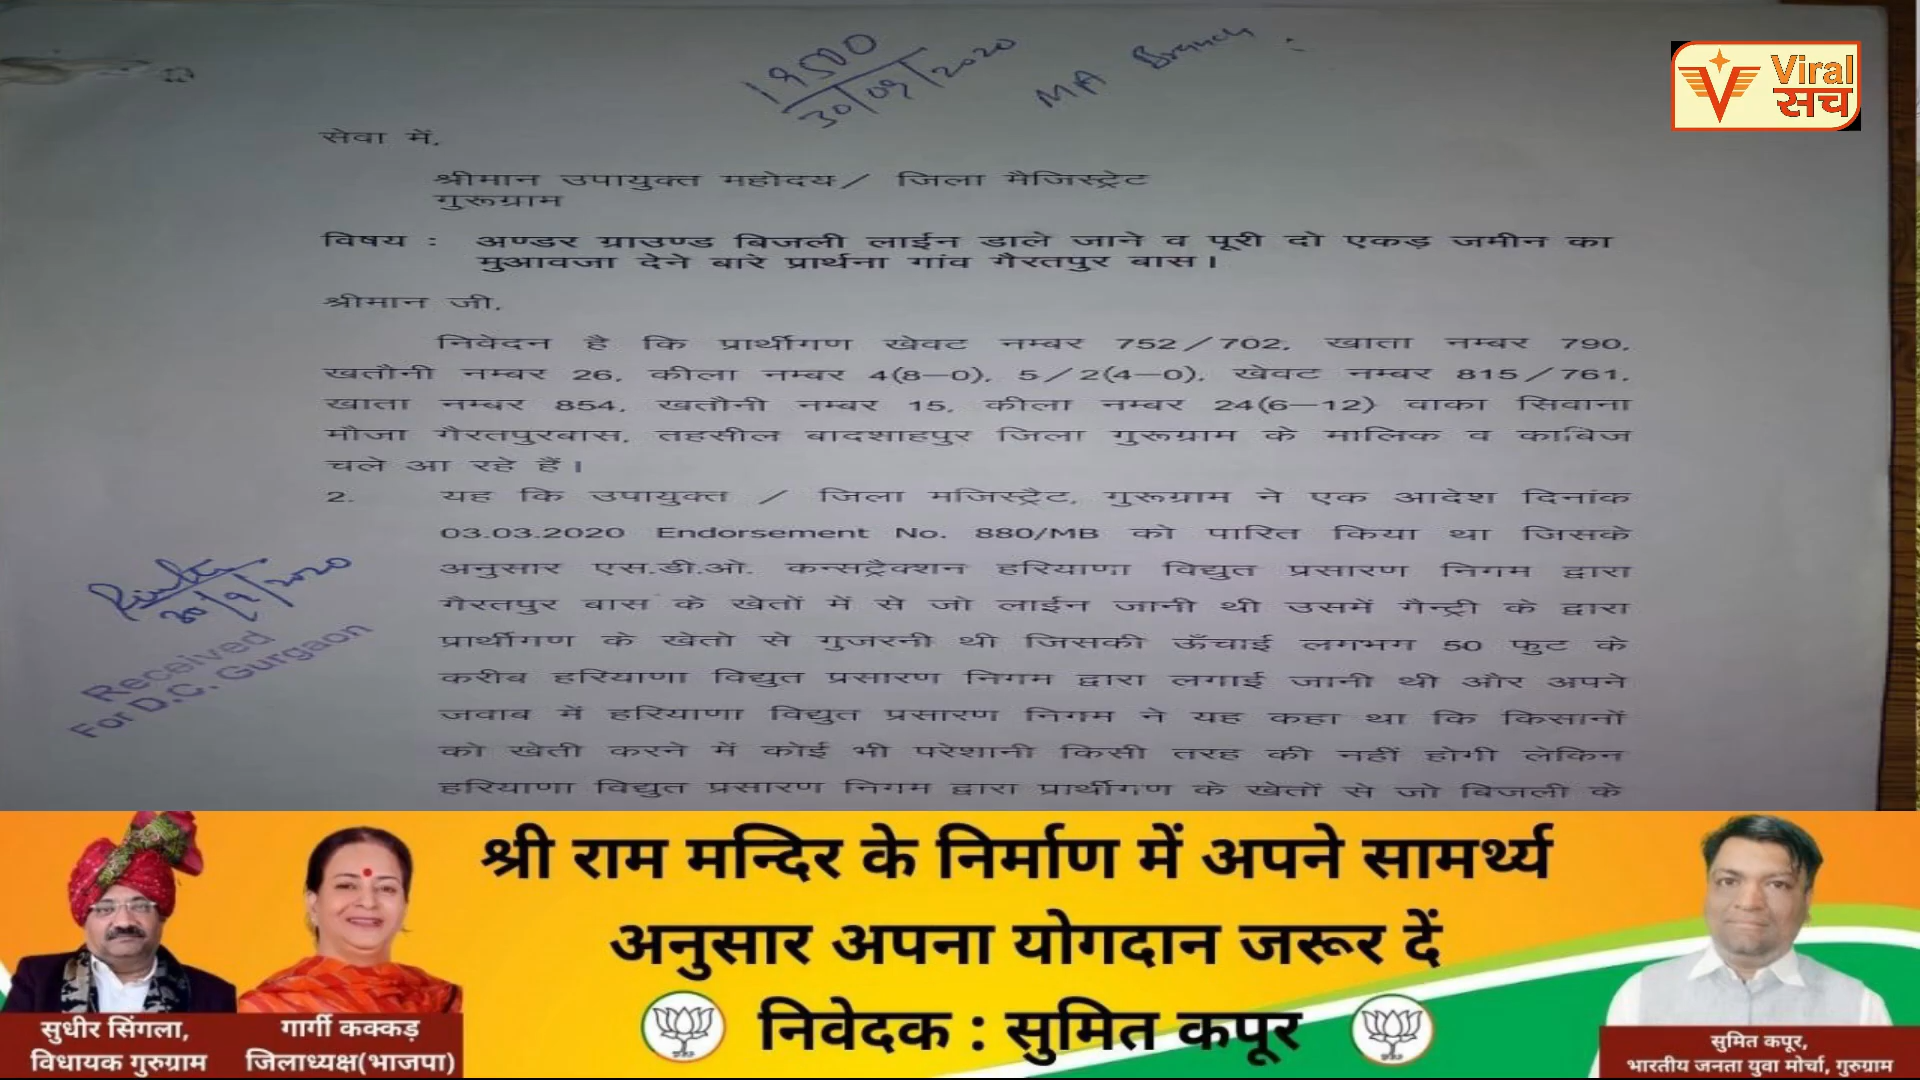 19500
30/09/2020
MA Branch :
Viral
सच
सेवा में,
श्रीमान उपायुक्त महोदय/ जिला मैजिस्ट्रेट
गुरूग्राम
विषय : अण्डर ग्राउण्ड बिजली लाईन डाले जाने व पूरी दो एकड़ जमीन का
मुआवजा देने बारे प्रार्थना गांव गैरतपुर बास।
श्रीमान जी,
निवेदन है कि प्रार्थीगण खेवट नम्बर 752/702, खाता नम्बर 790,
खतौनी नम्बर 26, कीला नम्बर 4(8-0), 5/2(4-0), खेवट नम्बर 815/761,
खाता नम्बर 854, खतौनी नम्बर 15, कीला नम्बर 24(6-12) वाका सिवाना
मौजा गैरतपुरबास, तहसील बादशाहपुर जिला गुरूग्राम के मालिक व काबिज
चले आ रहे हैं।
2. यह कि उपायुक्त / जिला मजिस्ट्रैट, गुरूग्राम ने एक आदेश दिनांक
03.03.2020 Endorsement No. 880/MB को पारित किया था जिसके
अनुसार एस.डी.ओ. कन्सट्रैक्शन हरियाणा विद्युत प्रसारण निगम द्वारा
गैरतपुर बास के खेतों में से जो लाईन जानी थी उसमें गैन्ट्री के द्वारा
प्रार्थीगण के खेतो से गुजरनी थी जिसकी ऊँचाई लगभग 50 फुट के
करीब हरियाणा विद्युत प्रसारण निगम द्वारा लगाई जानी थी और अपने
जवाब में हरियाणा विद्युत प्रसारण निगम ने यह कहा था कि किसानों
को खेती करने में कोई भी परेशानी किसी तरह की नहीं होगी लेकिन
हरियाणा विद्युत प्रसारण निगम द्वारा प्रार्थीगण के खेतों से जो बिजली के
30/9/2020
Received
For D.C. Gurgaon
श्री राम मन्दिर के निर्माण में अपने सामर्थ्य
अनुसार अपना योगदान जरूर दें
निवेदक : सुमित कपूर
सुधीर सिंगला,
विधायक गुरुग्राम
गार्गी कक्कड़
जिलाध्यक्ष(भाजपा)
सुमित कपूर,
भारतीय जनता युवा मोर्चा, गुरुग्राम